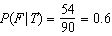 P(F|T) = 54/90 = 0.6